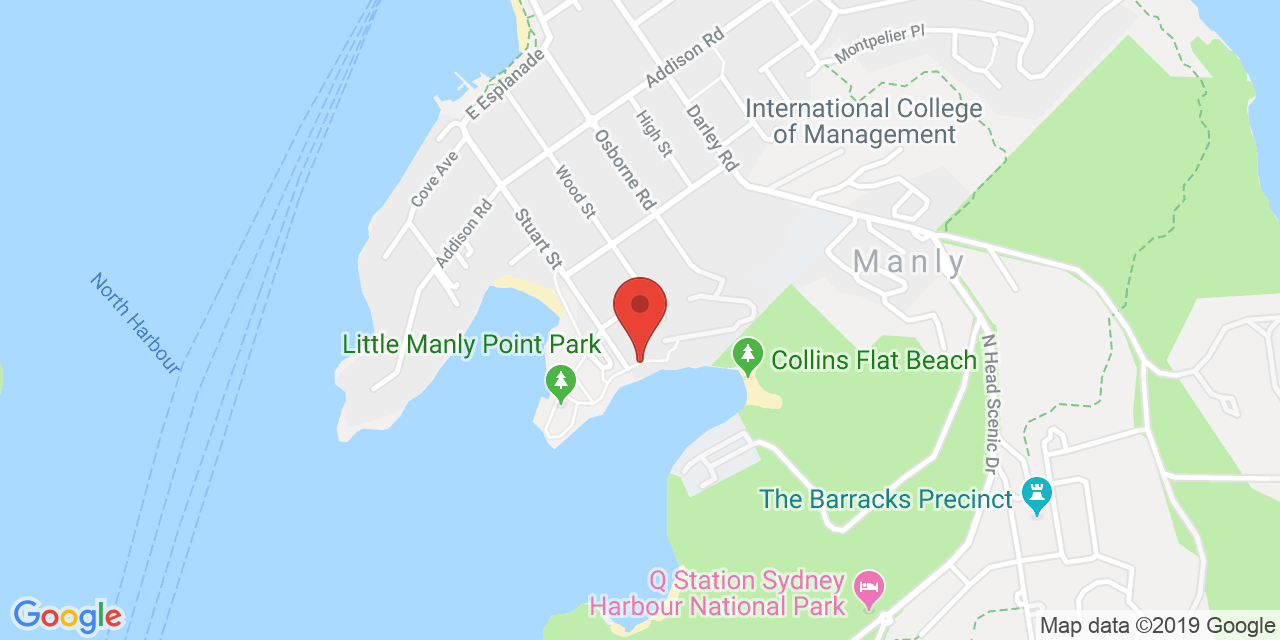 Addison Rd
Montpelier Pl
E Esplanade
International College
of Management
High St
Darley Rd
Osborne Rd
Cove Ave
Wood St
Addison Rd
Stuart St
Manly
North Harbour
Little Manly Point Park
Collins Flat Beach
N Head Scenic Dr
The Barracks Precinct
Q Station Sydney
Harbour National Park
Google
Map data ©2019 Google